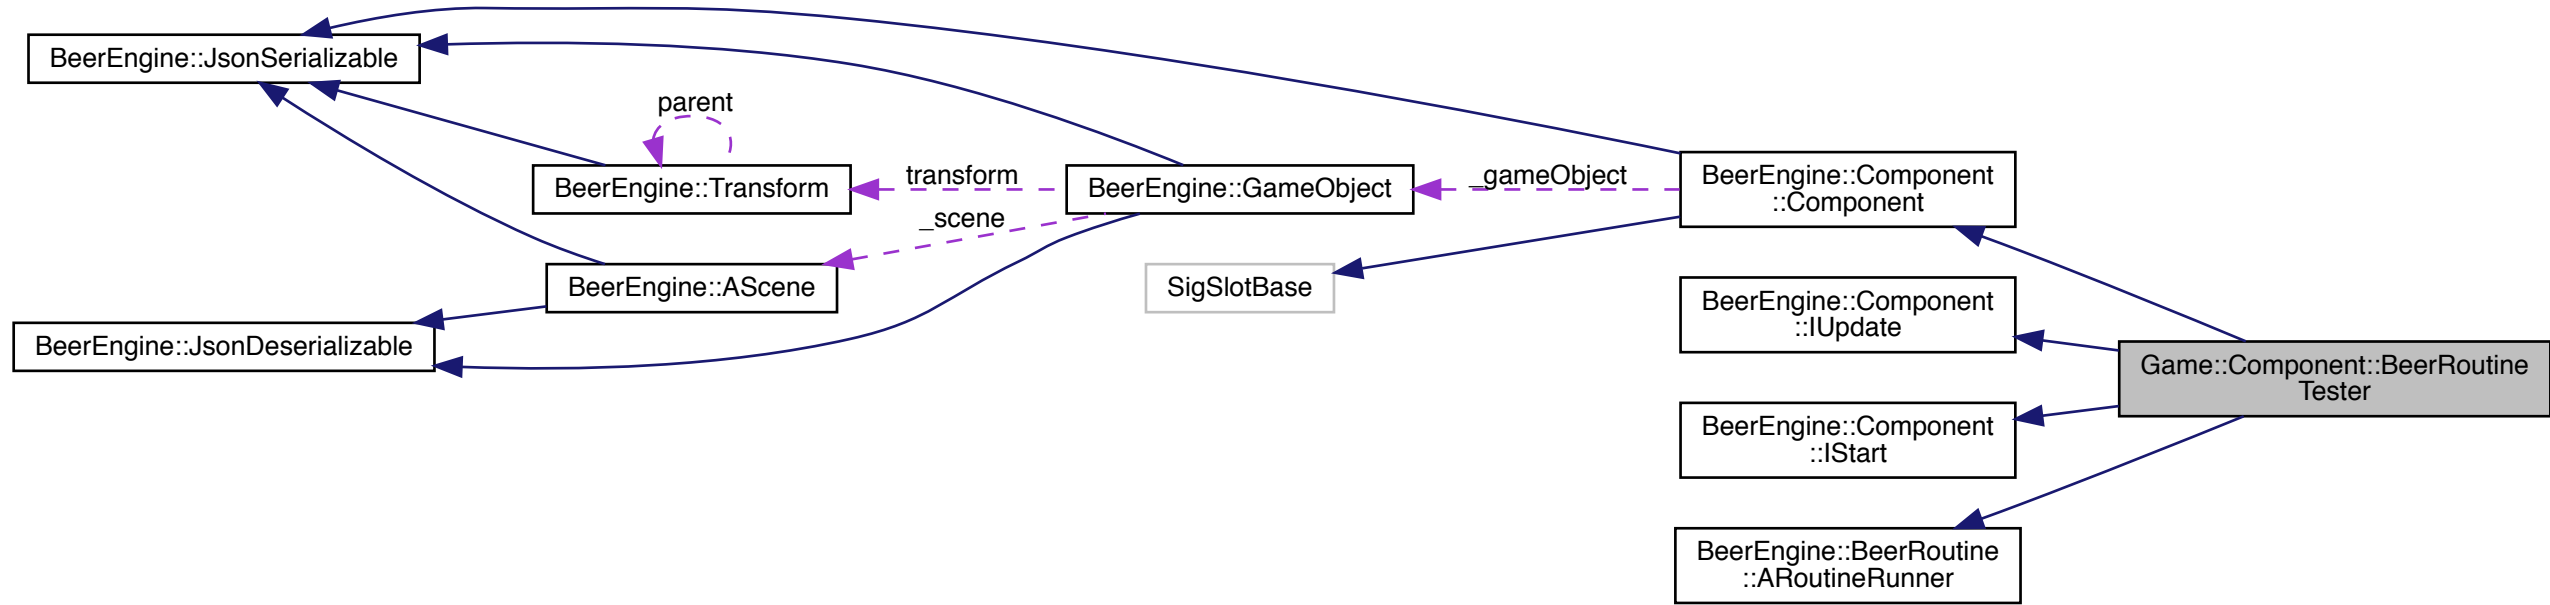 BeerEngine::JsonSerializable
parent
BeerEngine::Transform
transform
BeerEngine::GameObject
_gameObject
BeerEngine::Component
::Component
_scene
BeerEngine::AScene
SigSlotBase
BeerEngine::Component
::IUpdate
BeerEngine::JsonDeserializable
Game::Component::BeerRoutine
Tester
BeerEngine::Component
::IStart
BeerEngine::BeerRoutine
::ARoutineRunner